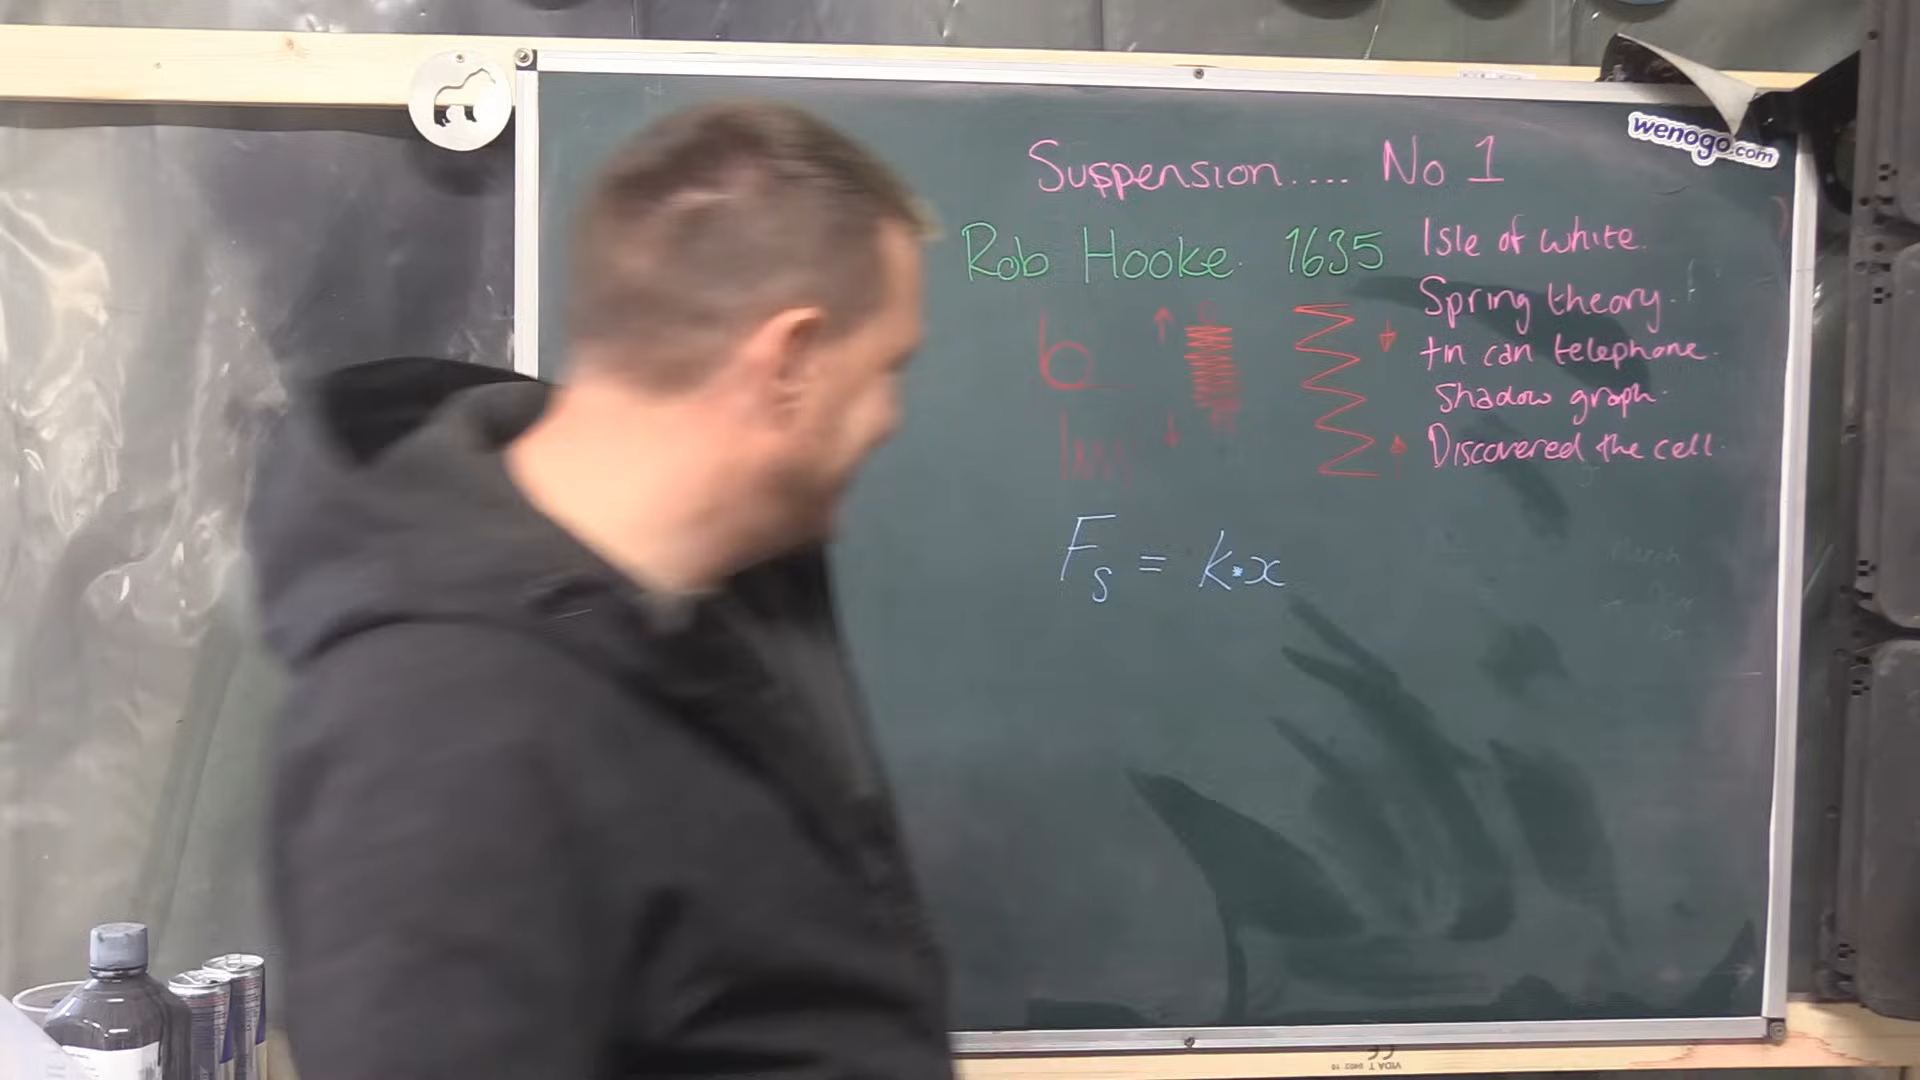 wenogo.com
Suspension.... No 1
Rob Hooke. 1635
Isle of white.
Spring theory.
tin can telephone.
Shadow graph.
Discovered the cell.
Fs = k*x